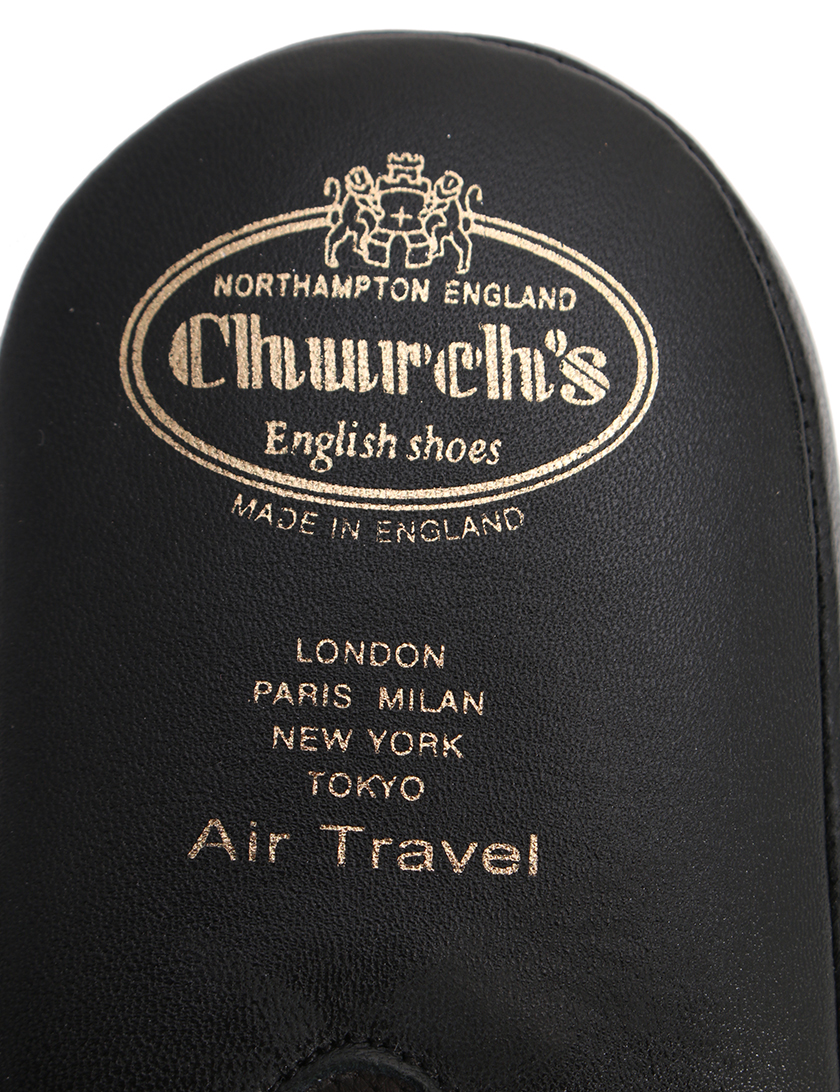 NORTHAMPTON ENGLAND
Church's
English shoes
MADE IN ENGLAND
LONDON
PARIS MILAN
NEW YORK
TOKYO
Air Travel